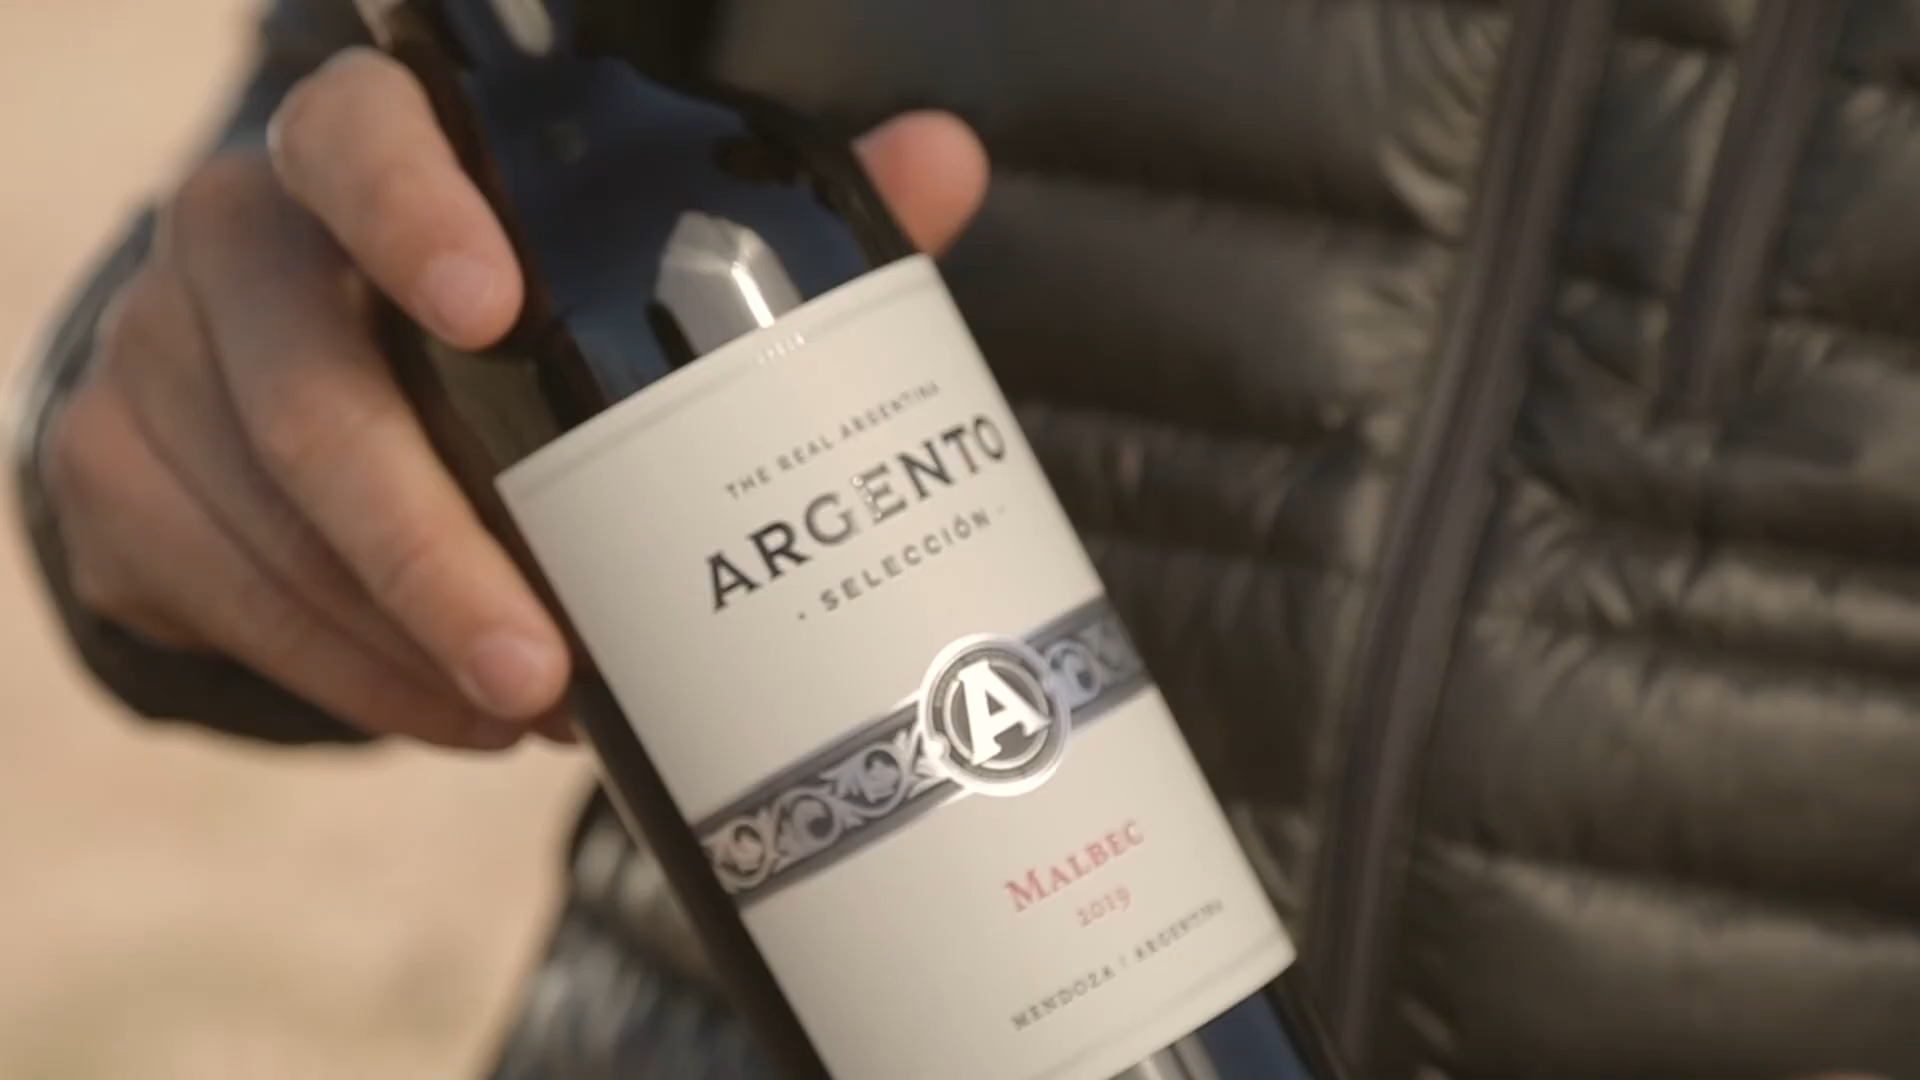 THE REAL ARGENTINA
ARGENTO
· SELECCIÓN ·
A
MALBEC
2019
MENDOZA | ARGENTINA